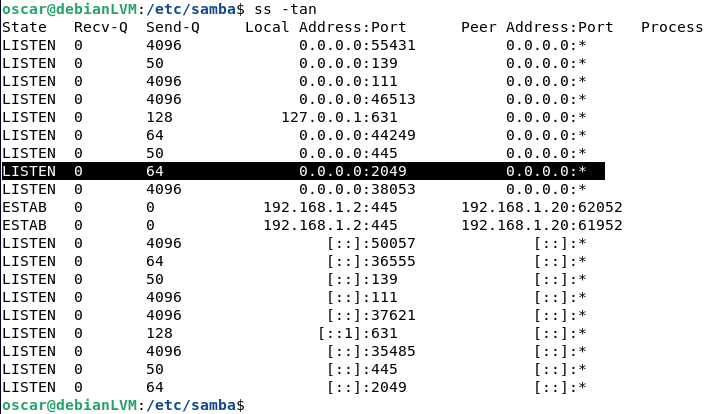 oscar@debianLVM:/etc/samba$ ss -tan
State   Recv-Q  Send-Q     Local Address:Port      Peer Address:Port   Process
LISTEN  0       4096             0.0.0.0:55431          0.0.0.0:*
LISTEN  0       50               0.0.0.0:139            0.0.0.0:*
LISTEN  0       4096             0.0.0.0:111            0.0.0.0:*
LISTEN  0       4096             0.0.0.0:46513          0.0.0.0:*
LISTEN  0       128            127.0.0.1:631            0.0.0.0:*
LISTEN  0       64               0.0.0.0:44249          0.0.0.0:*
LISTEN  0       50               0.0.0.0:445            0.0.0.0:*
LISTEN  0       64               0.0.0.0:2049           0.0.0.0:*
LISTEN  0       4096             0.0.0.0:38053          0.0.0.0:*
ESTAB   0       0            192.168.1.2:445       192.168.1.20:62052
ESTAB   0       0            192.168.1.2:445       192.168.1.20:61952
LISTEN  0       4096                [::]:50057             [::]:*
LISTEN  0       64                  [::]:36555             [::]:*
LISTEN  0       50                  [::]:139               [::]:*
LISTEN  0       4096                [::]:111               [::]:*
LISTEN  0       4096                [::]:37621             [::]:*
LISTEN  0       128                [::1]:631               [::]:*
LISTEN  0       4096                [::]:35485             [::]:*
LISTEN  0       50                  [::]:445               [::]:*
LISTEN  0       64                  [::]:2049              [::]:*
oscar@debianLVM:/etc/samba$